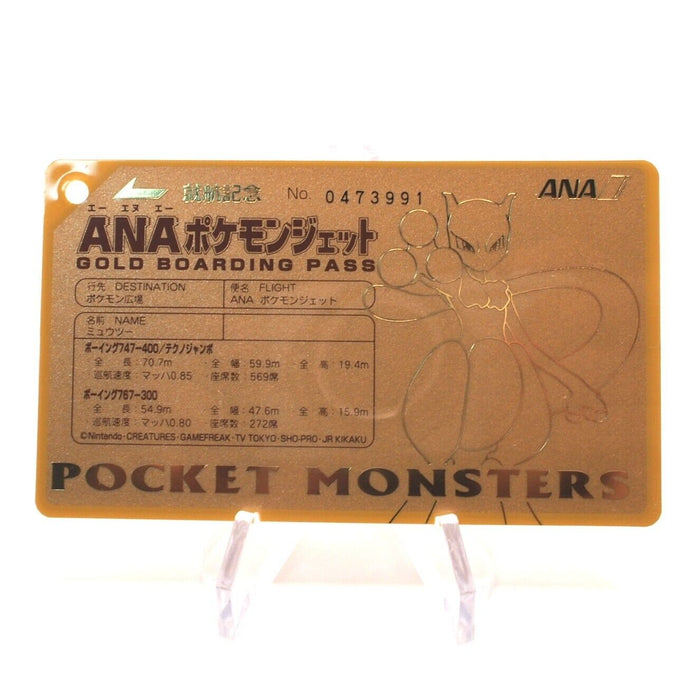 就航記念 No. 0473991 ANA
エー エヌ エー
ANAポケモンジェット
GOLD BOARDING PASS
行先 DESTINATION 便名 FLIGHT
ポケモン広場 ANA ポケモンジェット
名前 NAME
ミュウツー
ボーイング747-400/テクノジャンボ
全 長:70.7m 全 幅:59.9m 全 高:19.4m
巡航速度:マッハ0.85 座席数:569席
ボーイング767-300
全 長:54.9m 全 幅:47.6m 全 高:15.9m
巡航速度:マッハ0.80 座席数:272席
©Nintendo・CREATURES・GAMEFREAK・TV TOKYO・SHO-PRO・JR KIKAKU
POCKET MONSTERS